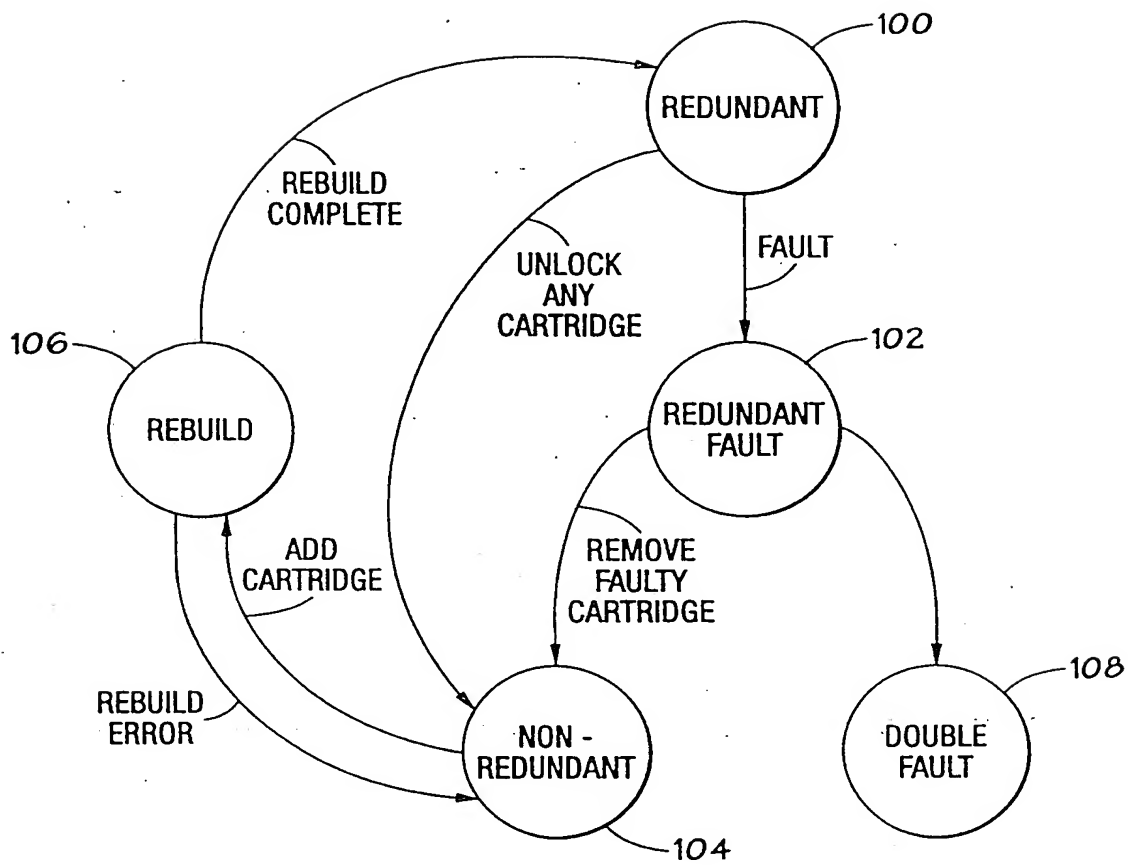 100
REDUNDANT
REBUILD
COMPLETE
UNLOCK
ANY
CARTRIDGE
FAULT
106
102
REBUILD
REDUNDANT
FAULT
ADD
CARTRIDGE
REMOVE
FAULTY
CARTRIDGE
108
REBUILD
ERROR
NON -
REDUNDANT
DOUBLE
FAULT
104